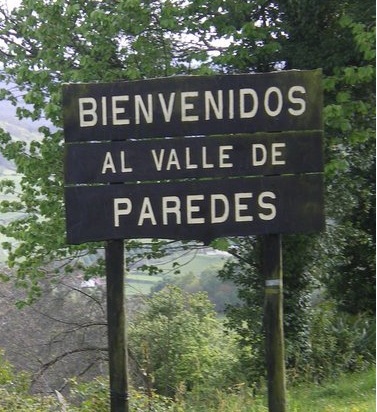 BIENVENIDOS
AL VALLE DE
PAREDES